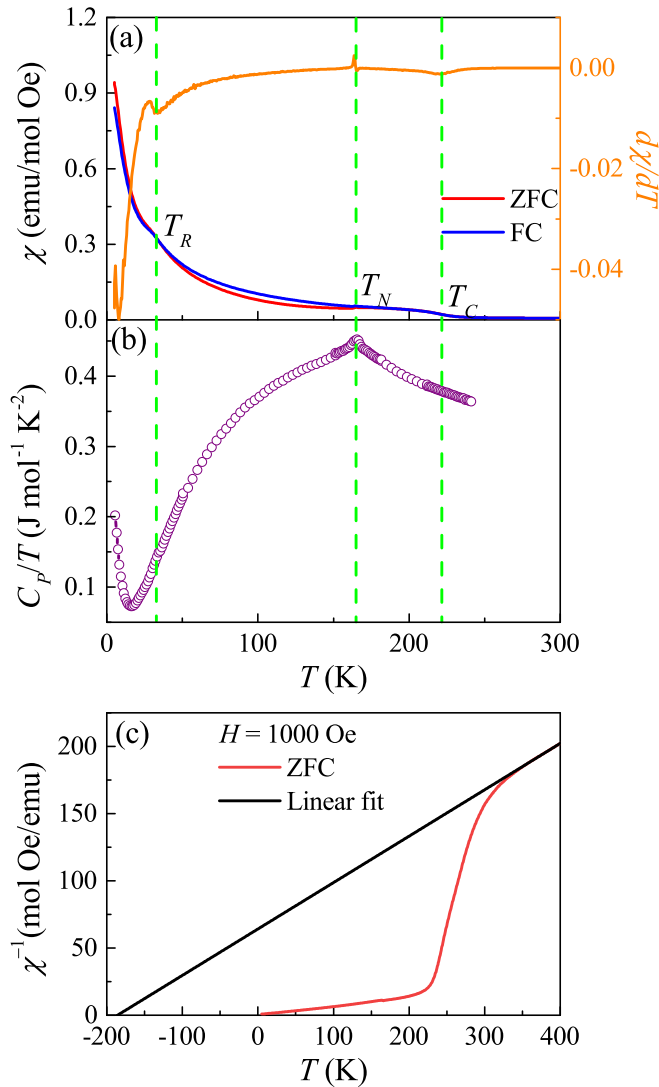 (a)
1.2
0.9
0.6
0.3
0.0
χ (emu/mol Oe)
0.00
-0.02
-0.04
dχ/dT
ZFC
FC
T_R
T_N
T_C
(b)
0.4
0.3
0.2
0.1
C_P/T (J mol⁻¹ K⁻²)
0 100 200 300
T (K)
(c)
H = 1000 Oe
ZFC
Linear fit
200
150
100
50
0
χ⁻¹(mol Oe/emu)
-200 -100 0 100 200 300 400
T (K)